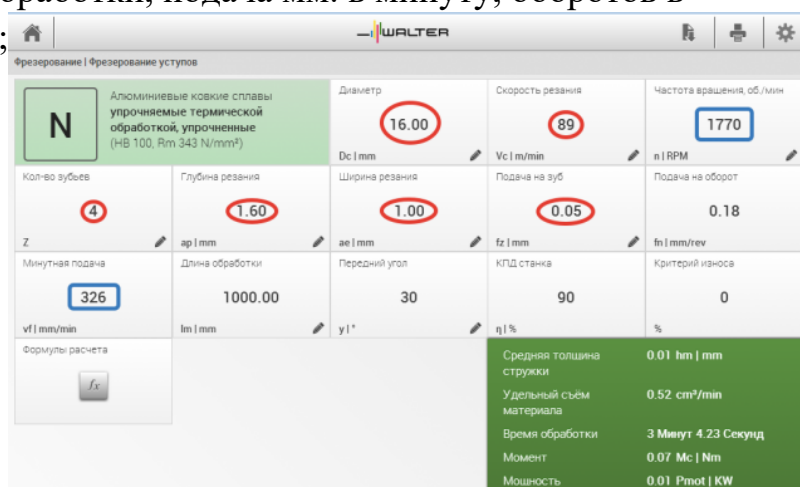 обработки, подача мм. в минуту, оборотов в
;
WALTER
Фрезерование | Фрезерование уступов
N
Алюминиевые ковкие сплавы
упрочняемые термической
обработкой, упрочненные
(HB 100, Rm 343 N/mm²)
Диаметр
16.00
Dc | mm
Скорость резания
89
Vc | m/min
Частота вращения, об./мин
1770
n | RPM
Кол-во зубьев
4
Z
Глубина резания
1.60
ap | mm
Ширина резания
1.00
ae | mm
Подача на зуб
0.05
fz | mm
Подача на оборот
0.18
fn | mm/rev
Минутная подача
326
vf | mm/min
Длина обработки
1000.00
lm | mm
Передний угол
30
γ | °
КПД станка
90
η | %
Критерий износа
0
%
Формулы расчета
fx
Средняя толщина
стружки
0.01 hm | mm
Удельный съём
материала
0.52 cm³/min
Время обработки
3 Минут 4.23 Секунд
Момент
0.07 Mc | Nm
Мощность
0.01 Pmot | KW